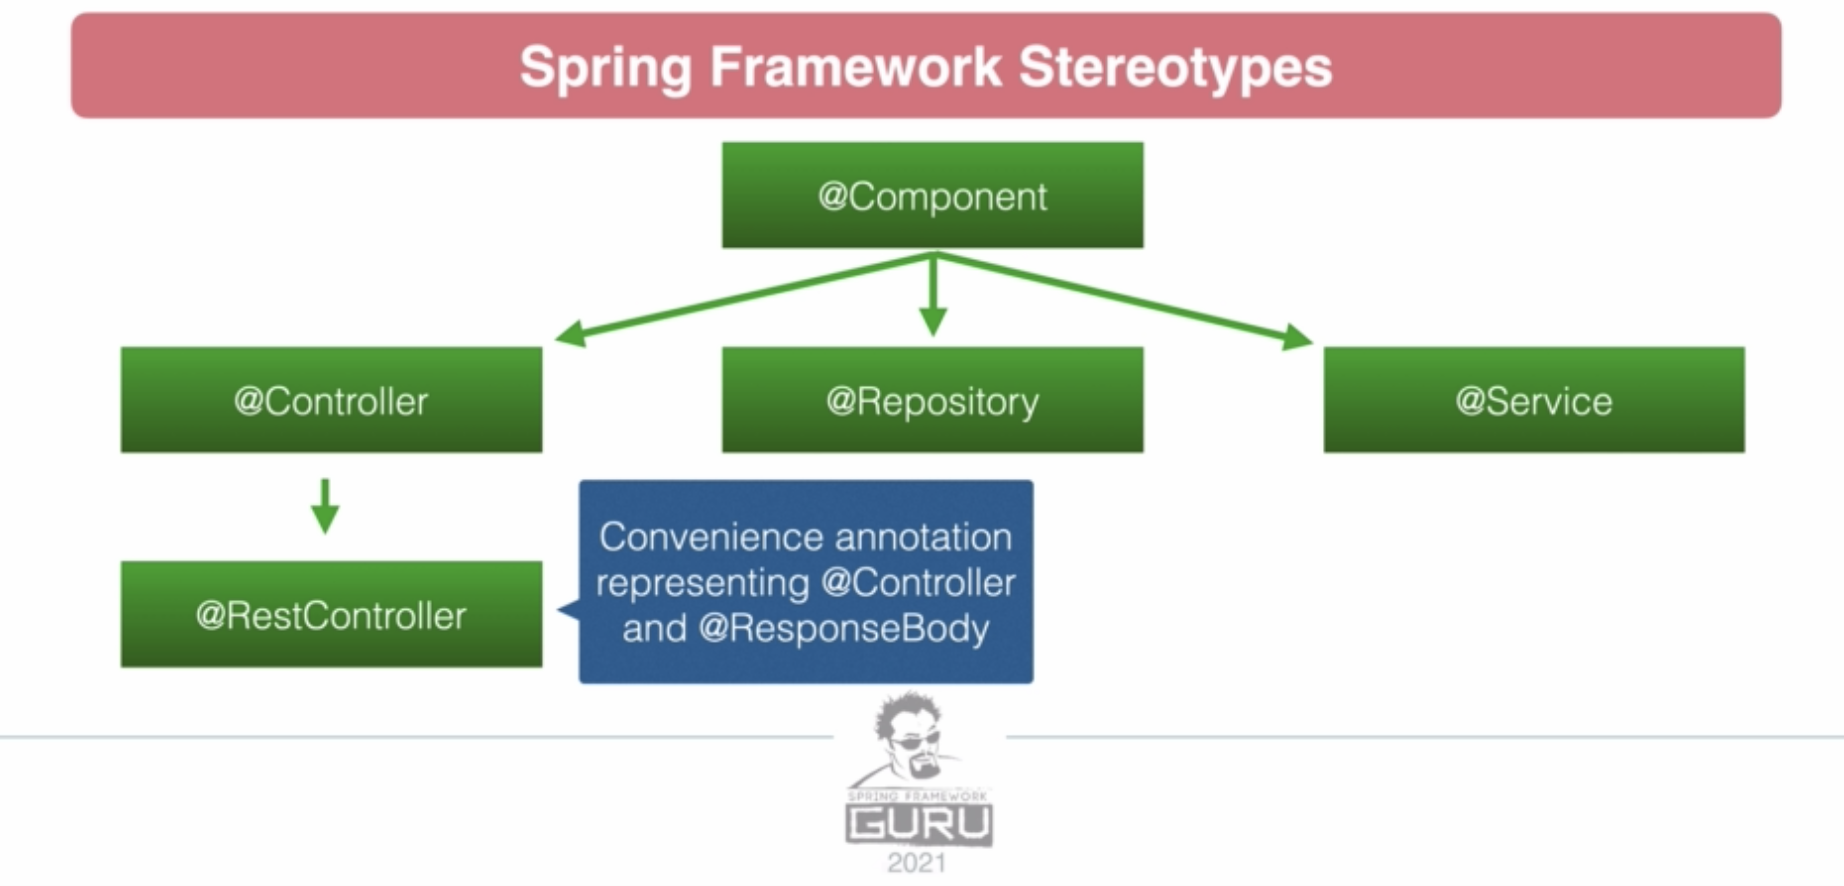 Spring Framework Stereotypes
@Component
@Controller
@Repository
@Service
@RestController
Convenience annotation
representing @Controller
and @ResponseBody
SPRING FRAMEWORK
GURU
2021